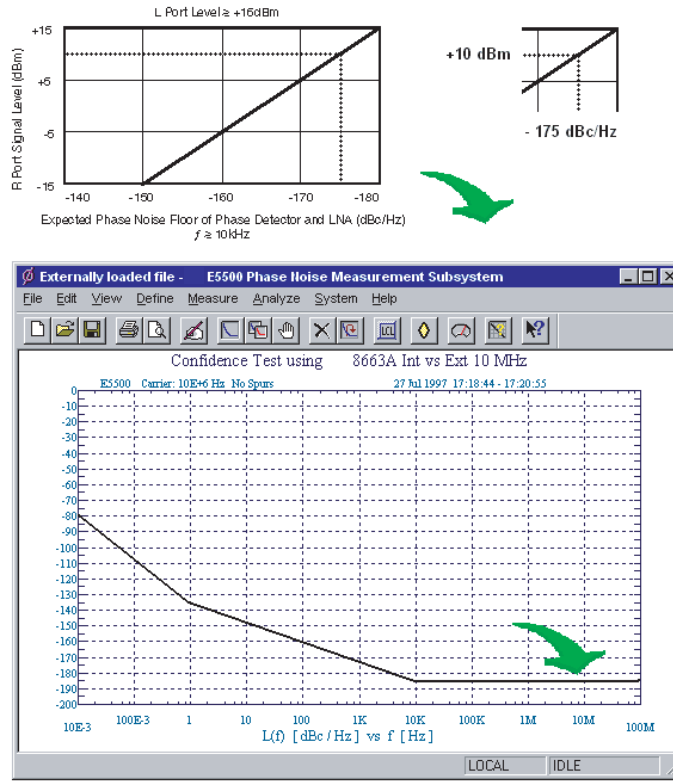 L Port Level ≥ +15dBm
R Port Signal Level (dBm)
+15
+5
-5
-15
-140 -150 -160 -170 -180
Expected Phase Noise Floor of Phase Detector and LNA (dBc/Hz)
f ≥ 10kHz
+10 dBm
- 175 dBc/Hz
Externally loaded file - E5500 Phase Noise Measurement Subsystem
File Edit View Define Measure Analyze System Help
LCL
Confidence Test using 8663A Int vs Ext 10 MHz
E5500 Carrier: 10E+6 Hz No Spurs 27 Jul 1997 17:18:44 - 17:20:55
0
-10
-20
-30
-40
-50
-60
-70
-80
-90
-100
-110
-120
-130
-140
-150
-160
-170
-180
-190
-200
10E-3 100E-3 1 10 100 1K 10K 100K 1M 10M 100M
L(f) [ dBc / Hz ] vs f [ Hz ]
LOCAL IDLE